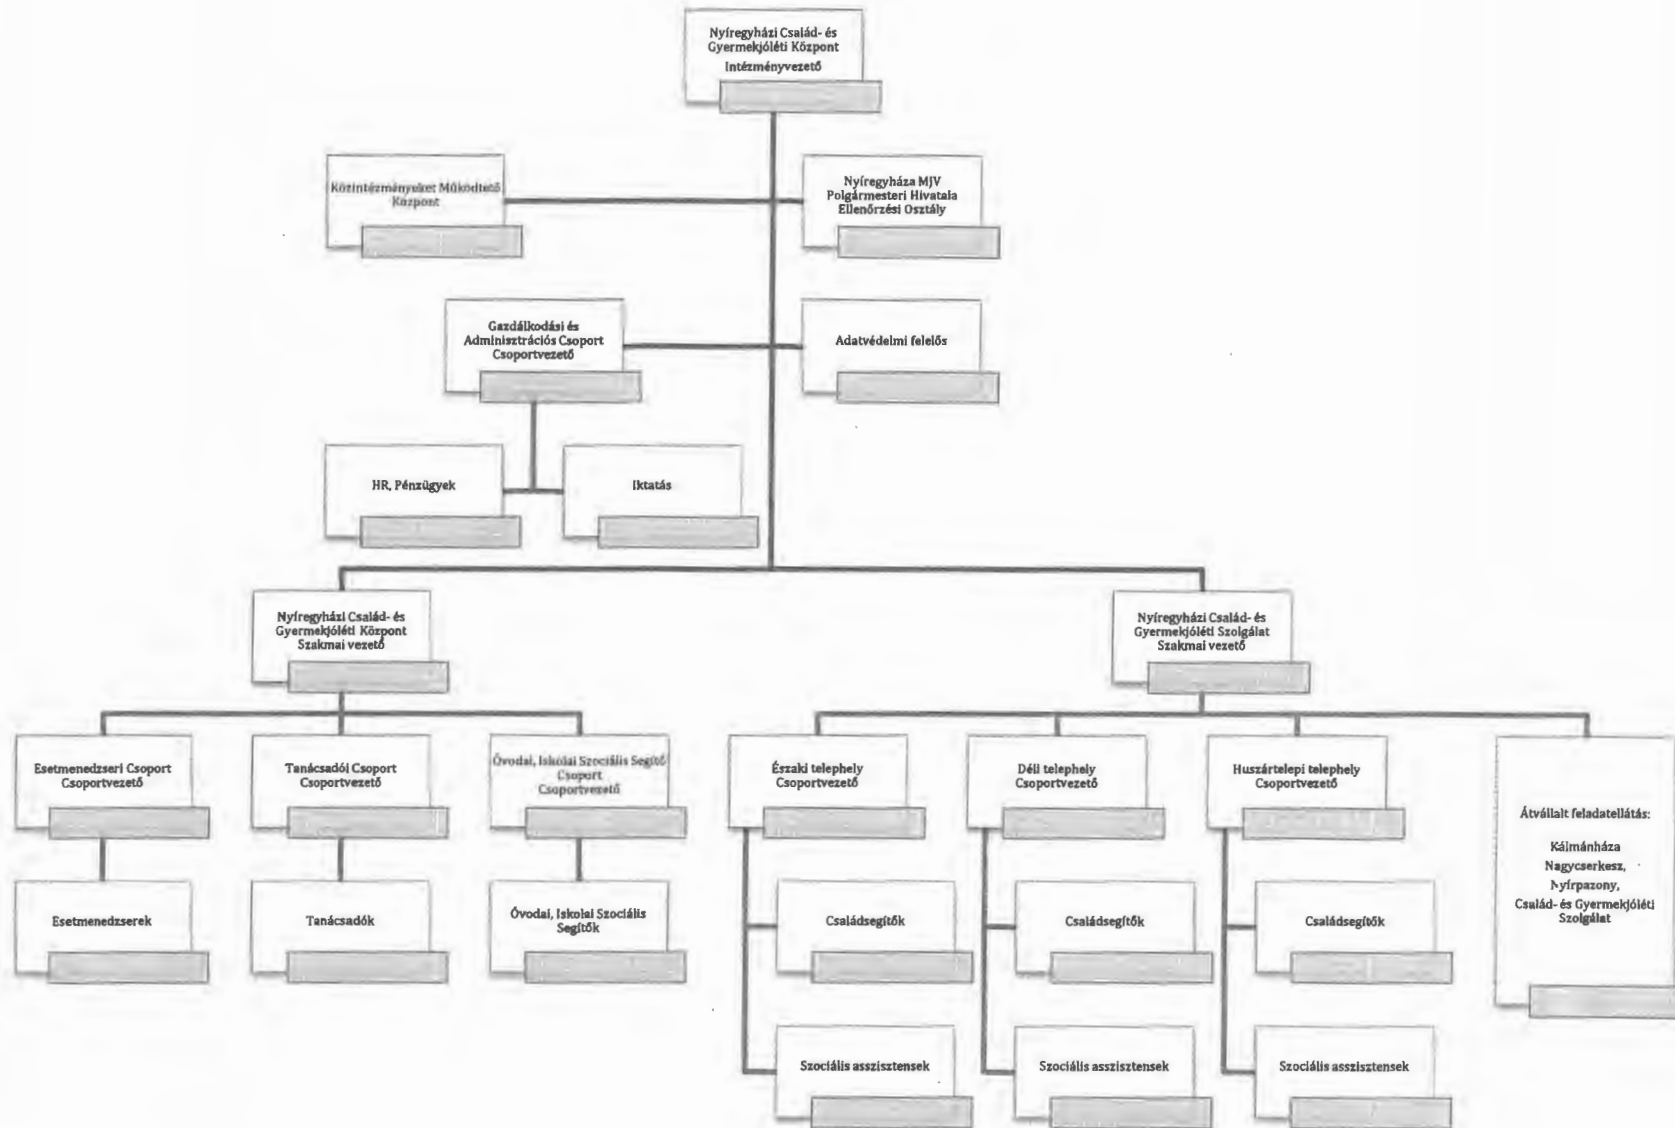 Nyíregyházi Család- és
Gyermekjóléti Központ
Intézményvezető
Közintézményeket Működtető
Központ
Nyíregyháza MJV
Polgármesteri Hivatala
Ellenőrzési Osztály
Gazdálkodási és
Adminisztrációs Csoport
Csoportvezető
Adatvédelmi felelős
HR, Pénzügyek
Iktatás
Nyíregyházi Család- és
Gyermekjóléti Központ
Szakmai vezető
Nyíregyházi Család- és
Gyermekjóléti Szolgálat
Szakmai vezető
Esetmenedzseri Csoport
Csoportvezető
Tanácsadói Csoport
Csoportvezető
Óvodai, Iskolai Szociális Segítő
Csoport
Csoportvezető
Északi telephely
Csoportvezető
Déli telephely
Csoportvezető
Huszártelepi telephely
Csoportvezető
Átvállalt feladatellátás:
Kálmánháza
Nagycserkesz,
Nyírpazony,
Család- és Gyermekjóléti
Szolgálat
Esetmenedzserek
Tanácsadók
Óvodai, Iskolai Szociális
Segítők
Családsegítők
Családsegítők
Családsegítők
Szociális asszisztensek
Szociális asszisztensek
Szociális asszisztensek